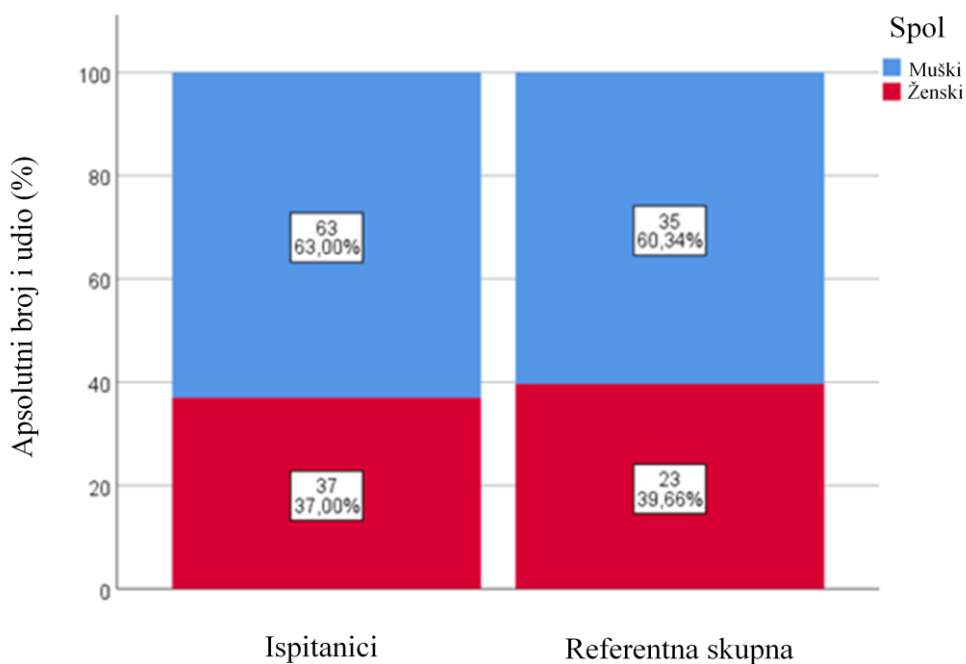 Spol
Muški
Ženski
Apsolutni broj i udio (%)
100
80
60
40
20
0
63
63,00%
35
60,34%
37
37,00%
23
39,66%
Ispitanici
Referentna skupna